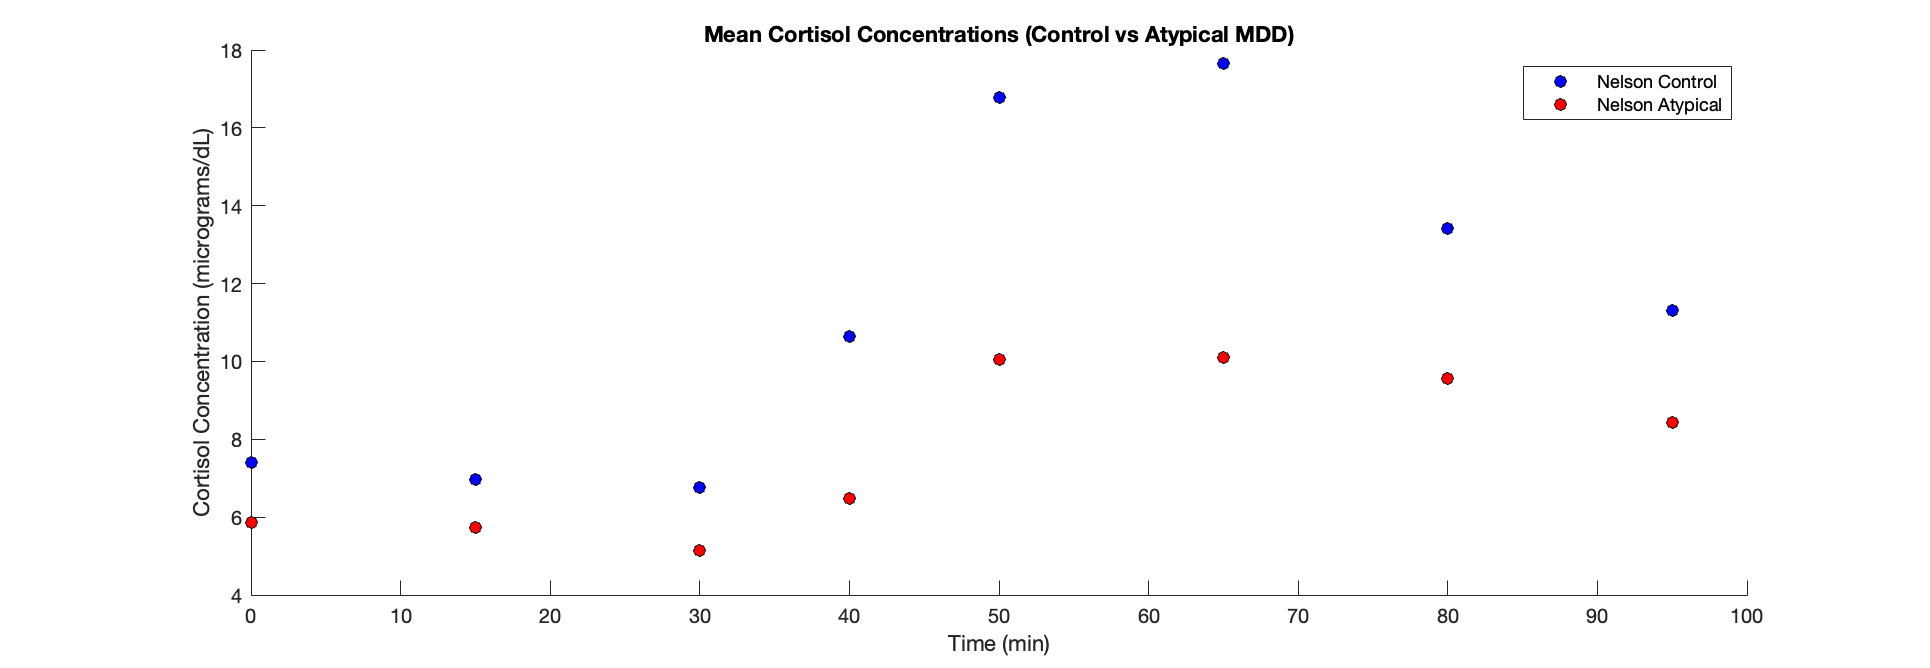 Mean Cortisol Concentrations (Control vs Atypical MDD)
Nelson Control
Nelson Atypical
Cortisol Concentration (micrograms/dL)
18
16
14
12
10
8
6
4
0 10 20 30 40 50 60 70 80 90 100
Time (min)